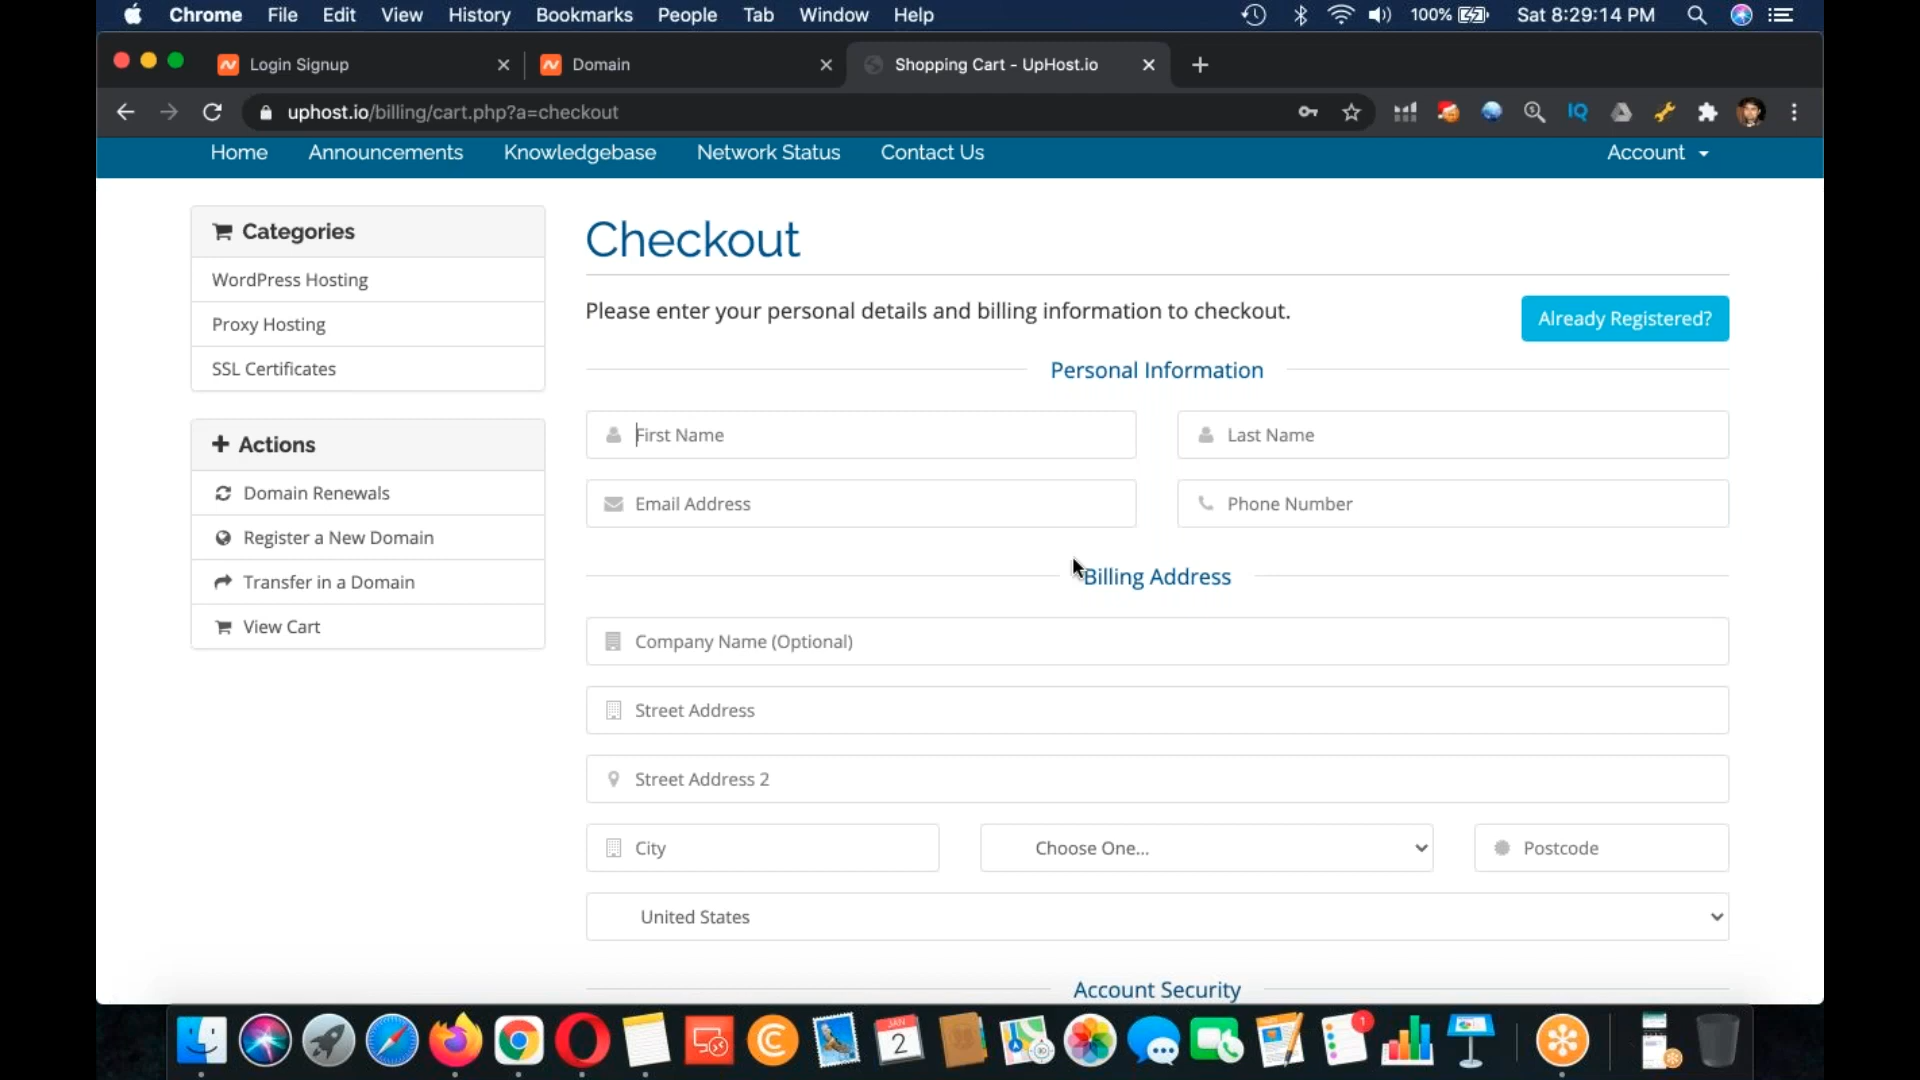 Chrome File Edit View History Bookmarks People Tab Window Help 100% Sat 8:29:14 PM
Login Signup Domain Shopping Cart - UpHost.io
uphost.io/billing/cart.php?a=checkout IQ
Home Announcements Knowledgebase Network Status Contact Us Account
Categories
WordPress Hosting
Proxy Hosting
SSL Certificates
Actions
Domain Renewals
Register a New Domain
Transfer in a Domain
View Cart
Checkout
Please enter your personal details and billing information to checkout.
Already Registered?
Personal Information
First Name Last Name
Email Address Phone Number
Billing Address
Company Name (Optional)
Street Address
Street Address 2
City Choose One... Postcode
United States
Account Security
JAN
2
1